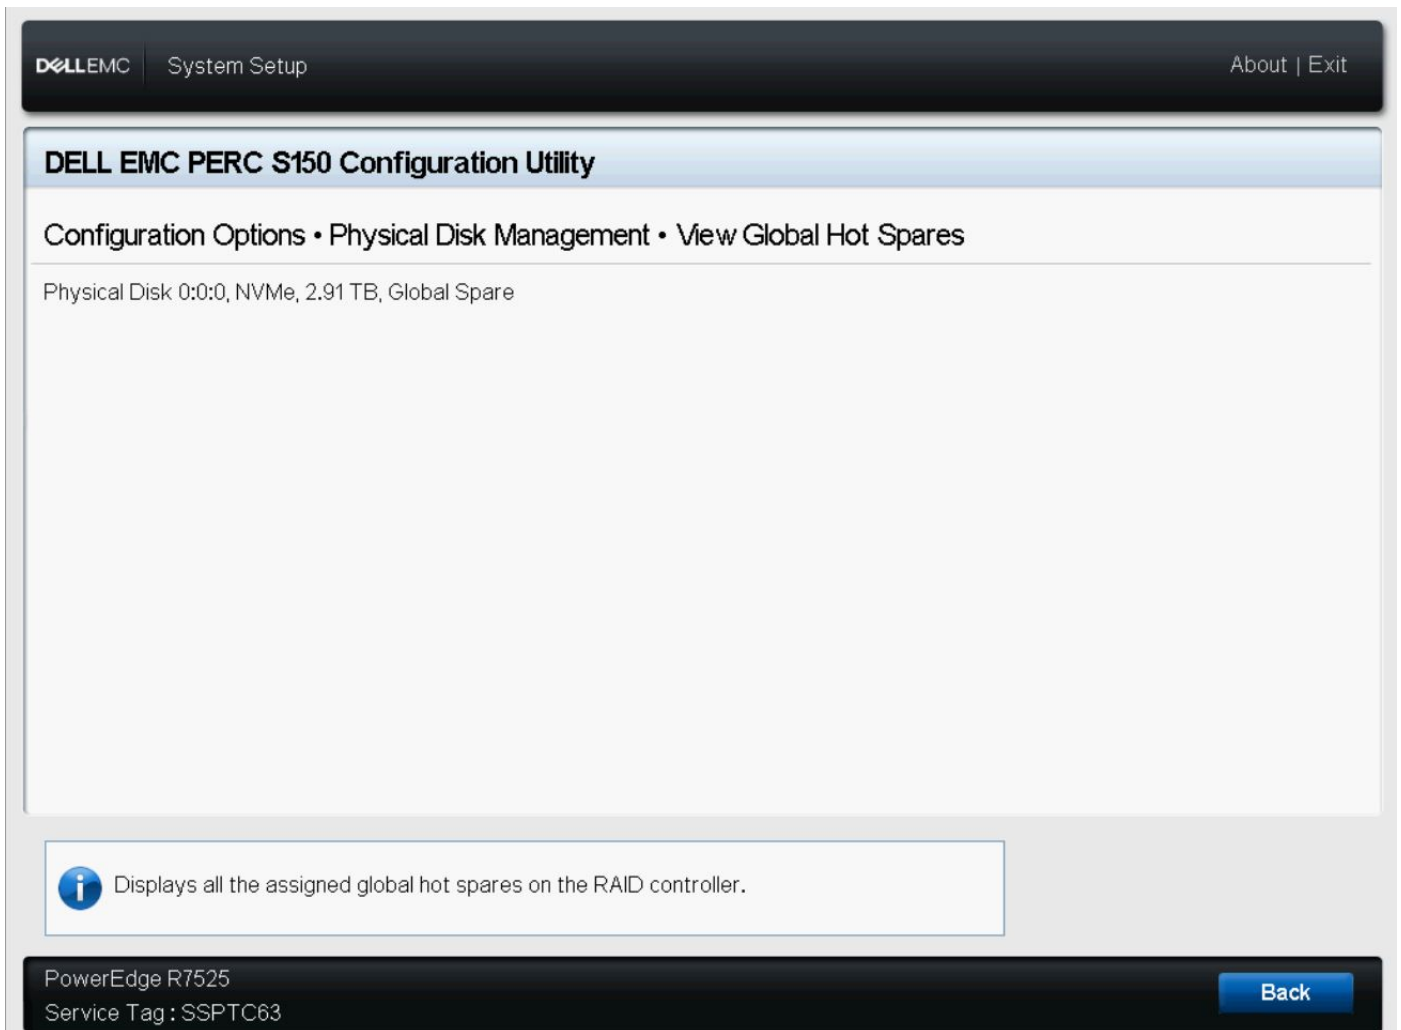 DELLEMC System Setup About | Exit
DELL EMC PERC S150 Configuration Utility
Configuration Options • Physical Disk Management • View Global Hot Spares
Physical Disk 0:0:0, NVMe, 2.91 TB, Global Spare
Displays all the assigned global hot spares on the RAID controller.
PowerEdge R7525
Service Tag : SSPTC63
Back